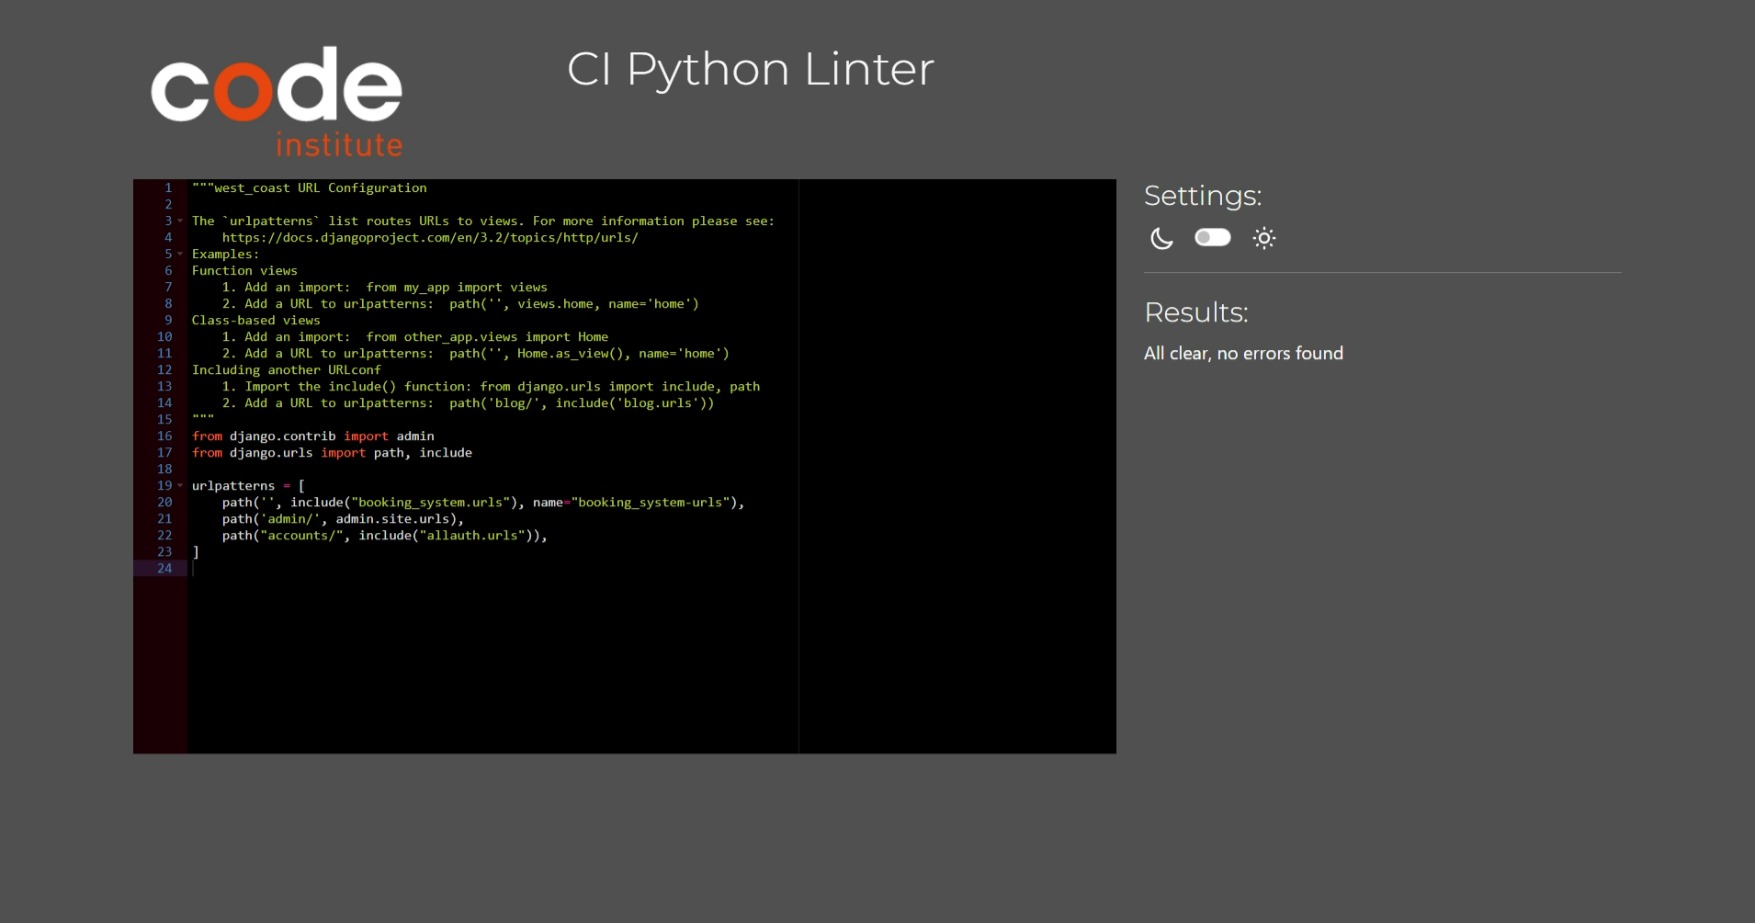 code
institute
CI Python Linter
1 """west_coast URL Configuration
2
3 The `urlpatterns` list routes URLs to views. For more information please see:
4     https://docs.djangoproject.com/en/3.2/topics/http/urls/
5 Examples:
6 Function views
7     1. Add an import:  from my_app import views
8     2. Add a URL to urlpatterns:  path('', views.home, name='home')
9 Class-based views
10     1. Add an import:  from other_app.views import Home
11     2. Add a URL to urlpatterns:  path('', Home.as_view(), name='home')
12 Including another URLconf
13     1. Import the include() function: from django.urls import include, path
14     2. Add a URL to urlpatterns:  path('blog/', include('blog.urls'))
15 """
16 from django.contrib import admin
17 from django.urls import path, include
18
19 urlpatterns = [
20     path('', include("booking_system.urls"), name="booking_system-urls"),
21     path('admin/', admin.site.urls),
22     path("accounts/", include("allauth.urls")),
23 ]
24
Settings:
Results:
All clear, no errors found